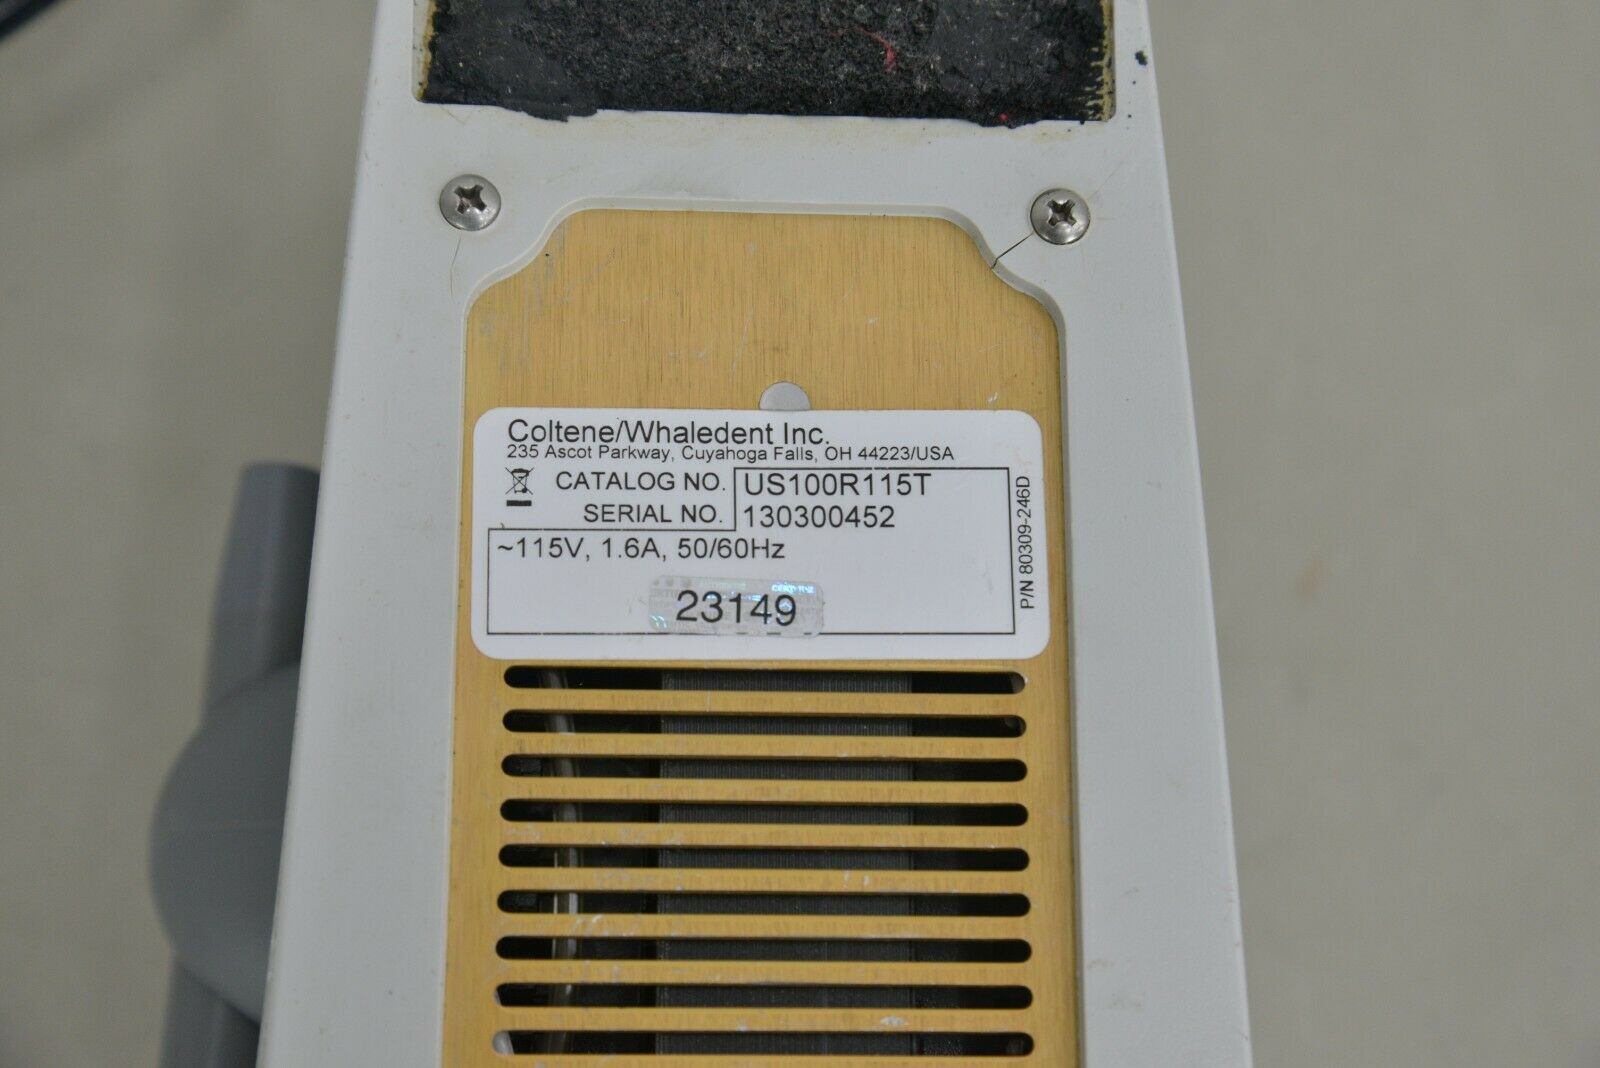 Coltene/Whaledent Inc.
235 Ascot Parkway, Cuyahoga Falls, OH 44223/USA
CATALOG NO. US100R115T
SERIAL NO. 130300452
~115V, 1.6A, 50/60Hz
23149
P/N 80309-246D